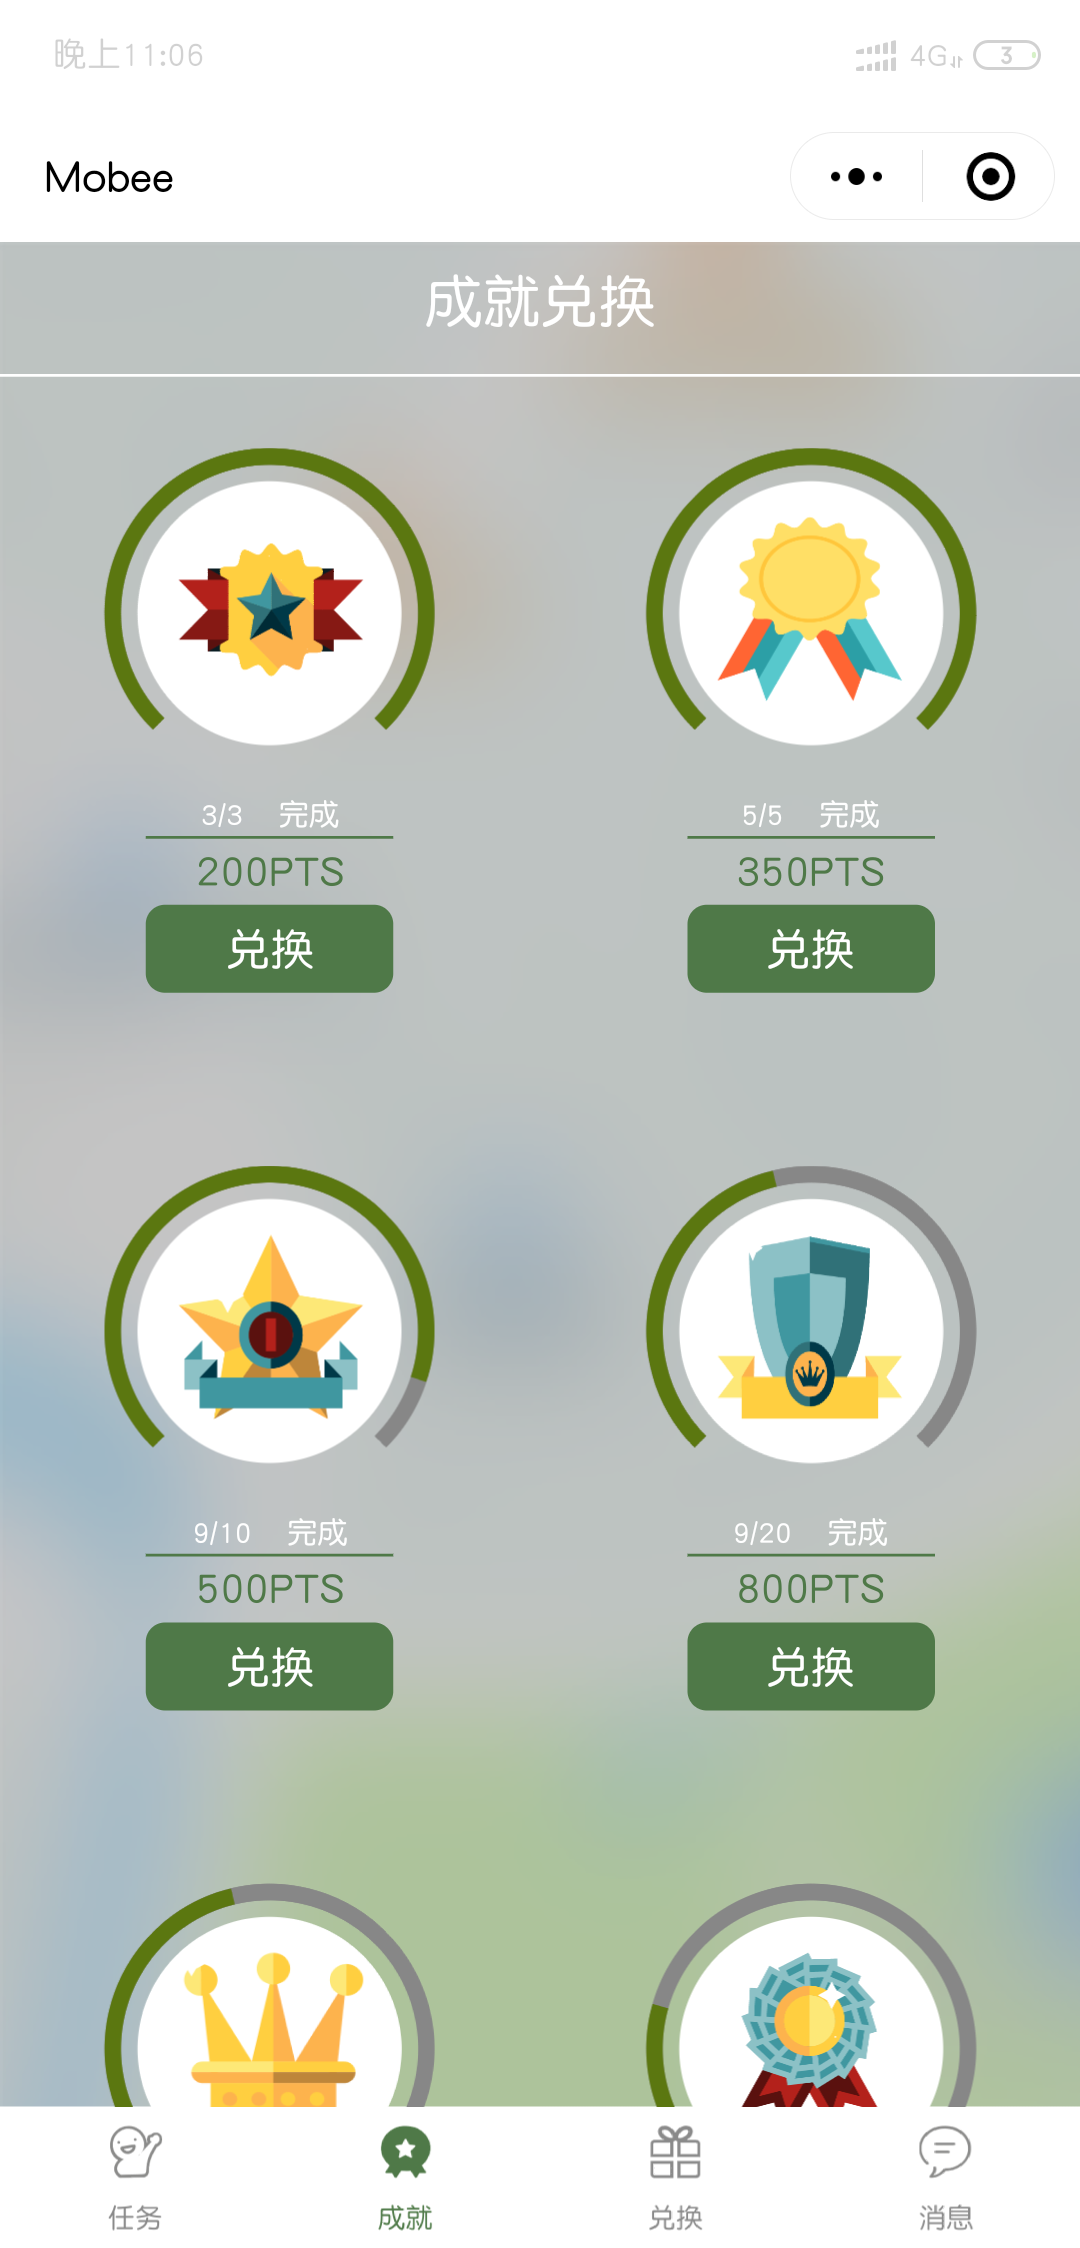 晚上11:06 4G 3
Mobee
成就兑换
3/3 完成
200PTS
兑换
5/5 完成
350PTS
兑换
9/10 完成
500PTS
兑换
9/20 完成
800PTS
兑换
任务 成就 兑换 消息